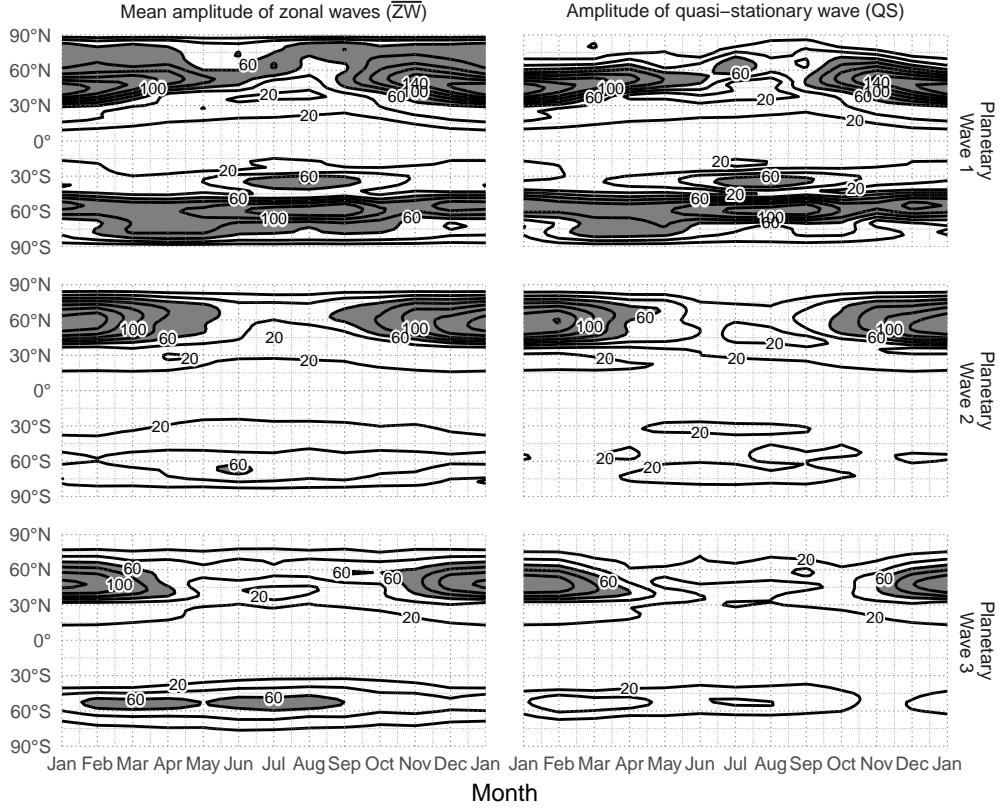 Mean amplitude of zonal waves (ZW)
Amplitude of quasi−stationary wave (QS)
90°N
60°N
30°N
0°
30°S
60°S
90°S
60
100
140
100
60
20
20
20
60
60
100
60
60
100
60
140
100
60
20
20
20
60
20
20
100
60
Planetary
Wave 1
90°N
60°N
30°N
0°
30°S
60°S
90°S
100
60
20
20
20
100
60
20
60
60
100
60
20
20
100
60
20
20
20
20
Planetary
Wave 2
90°N
60°N
30°N
0°
30°S
60°S
90°S
60
100
20
60
60
20
20
60
60
60
20
60
20
20
Planetary
Wave 3
Jan Feb Mar Apr May Jun Jul Aug Sep Oct Nov Dec Jan
Jan Feb Mar Apr May Jun Jul Aug Sep Oct Nov Dec Jan
Month